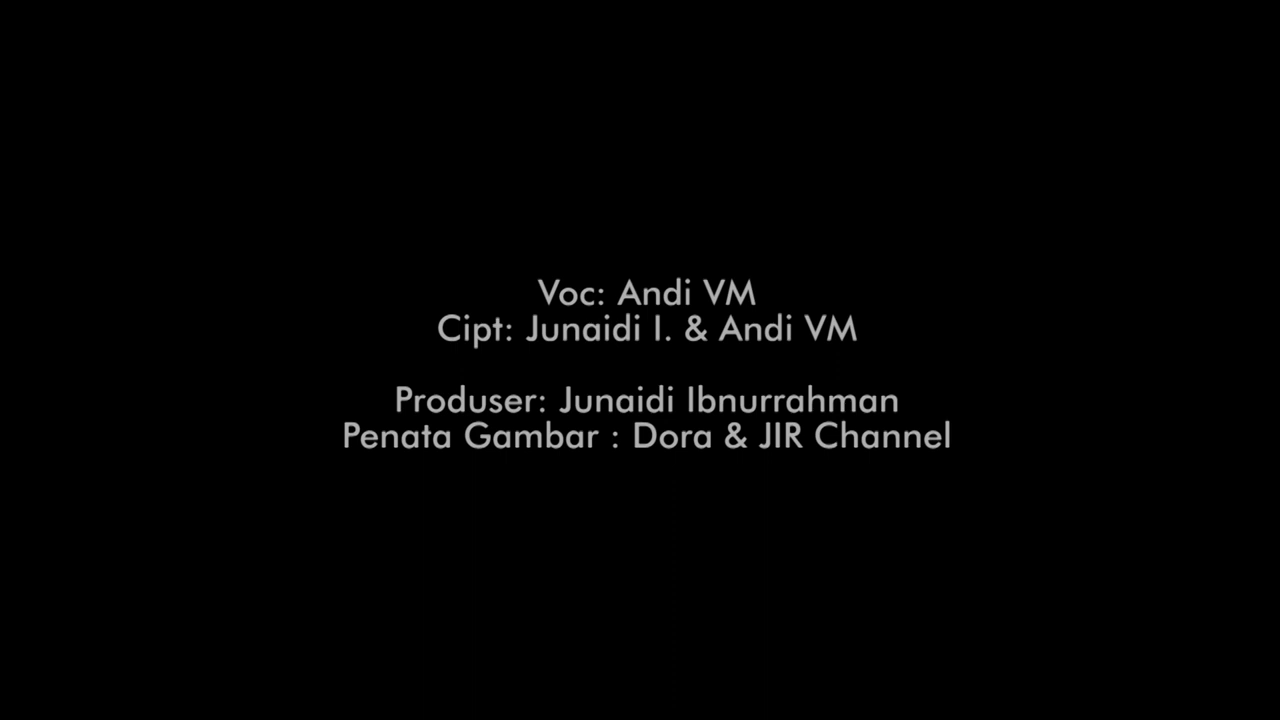 Voc: Andi VM
Cipt: Junaidi I. & Andi VM
Produser: Junaidi Ibnurrahman
Penata Gambar : Dora & JIR Channel